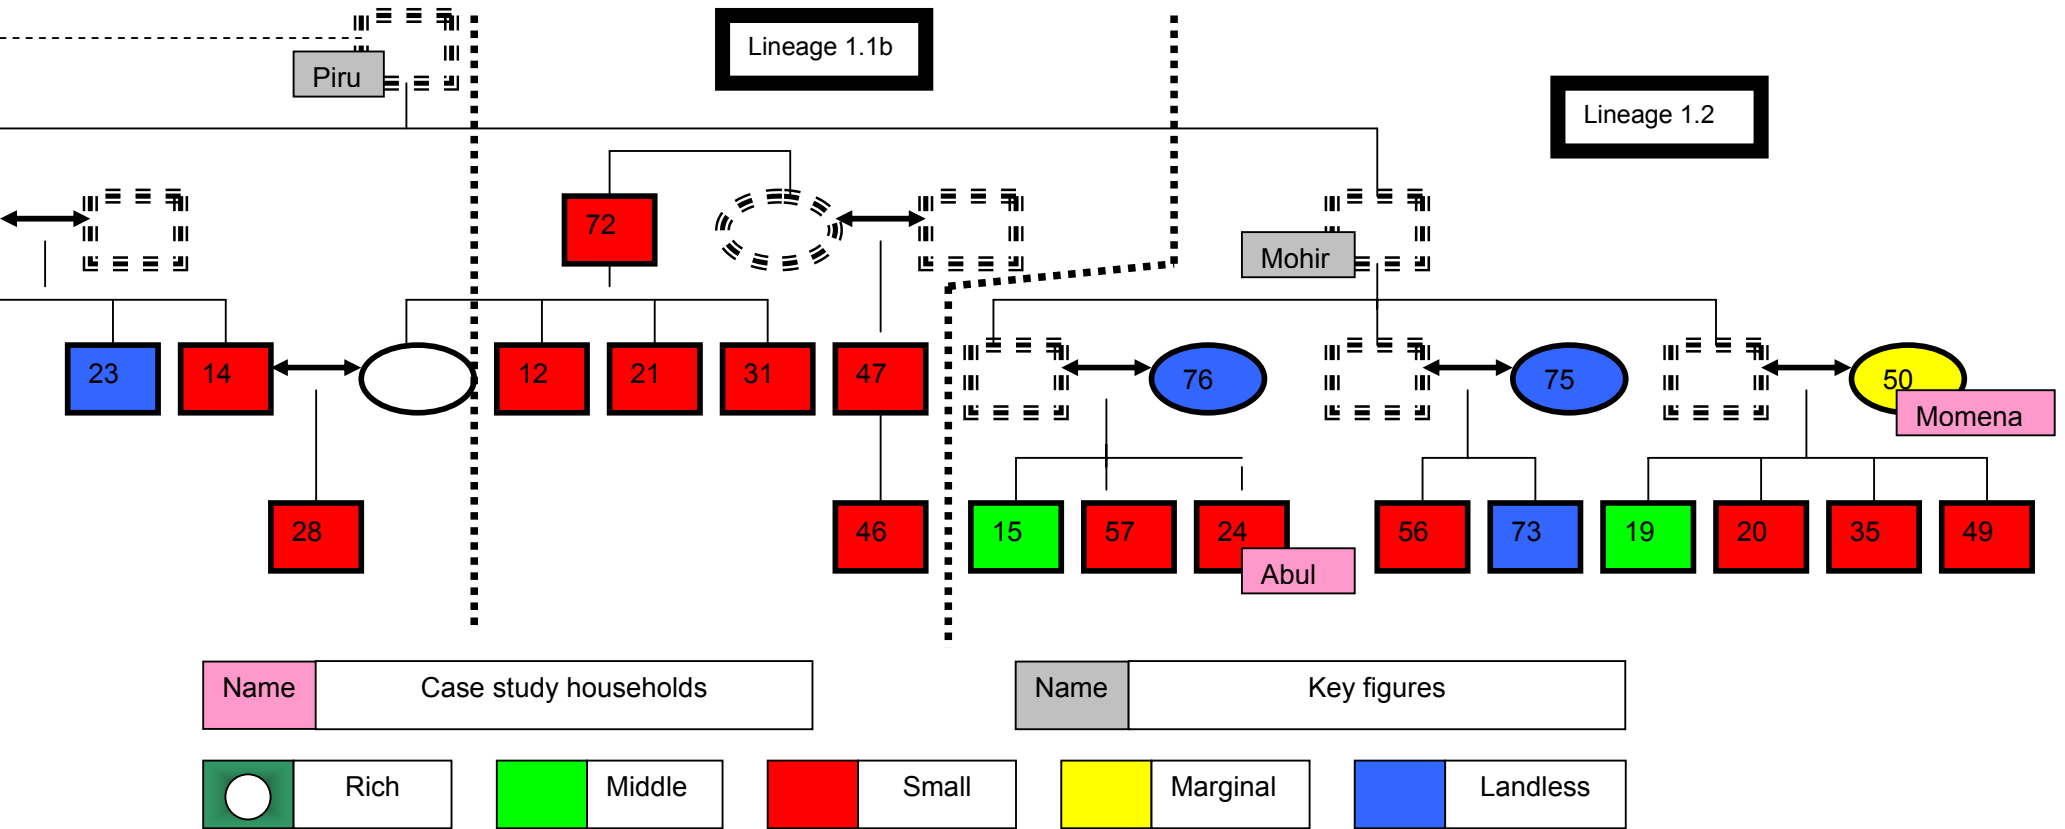 Lineage 1.1b
Piru
Lineage 1.2
72
Mohir
23
14
12
21
31
47
76
75
50
Momena
28
46
15
57
24
56
73
19
20
35
49
Abul
Name
Case study households
Name
Key figures
Rich
Middle
Small
Marginal
Landless